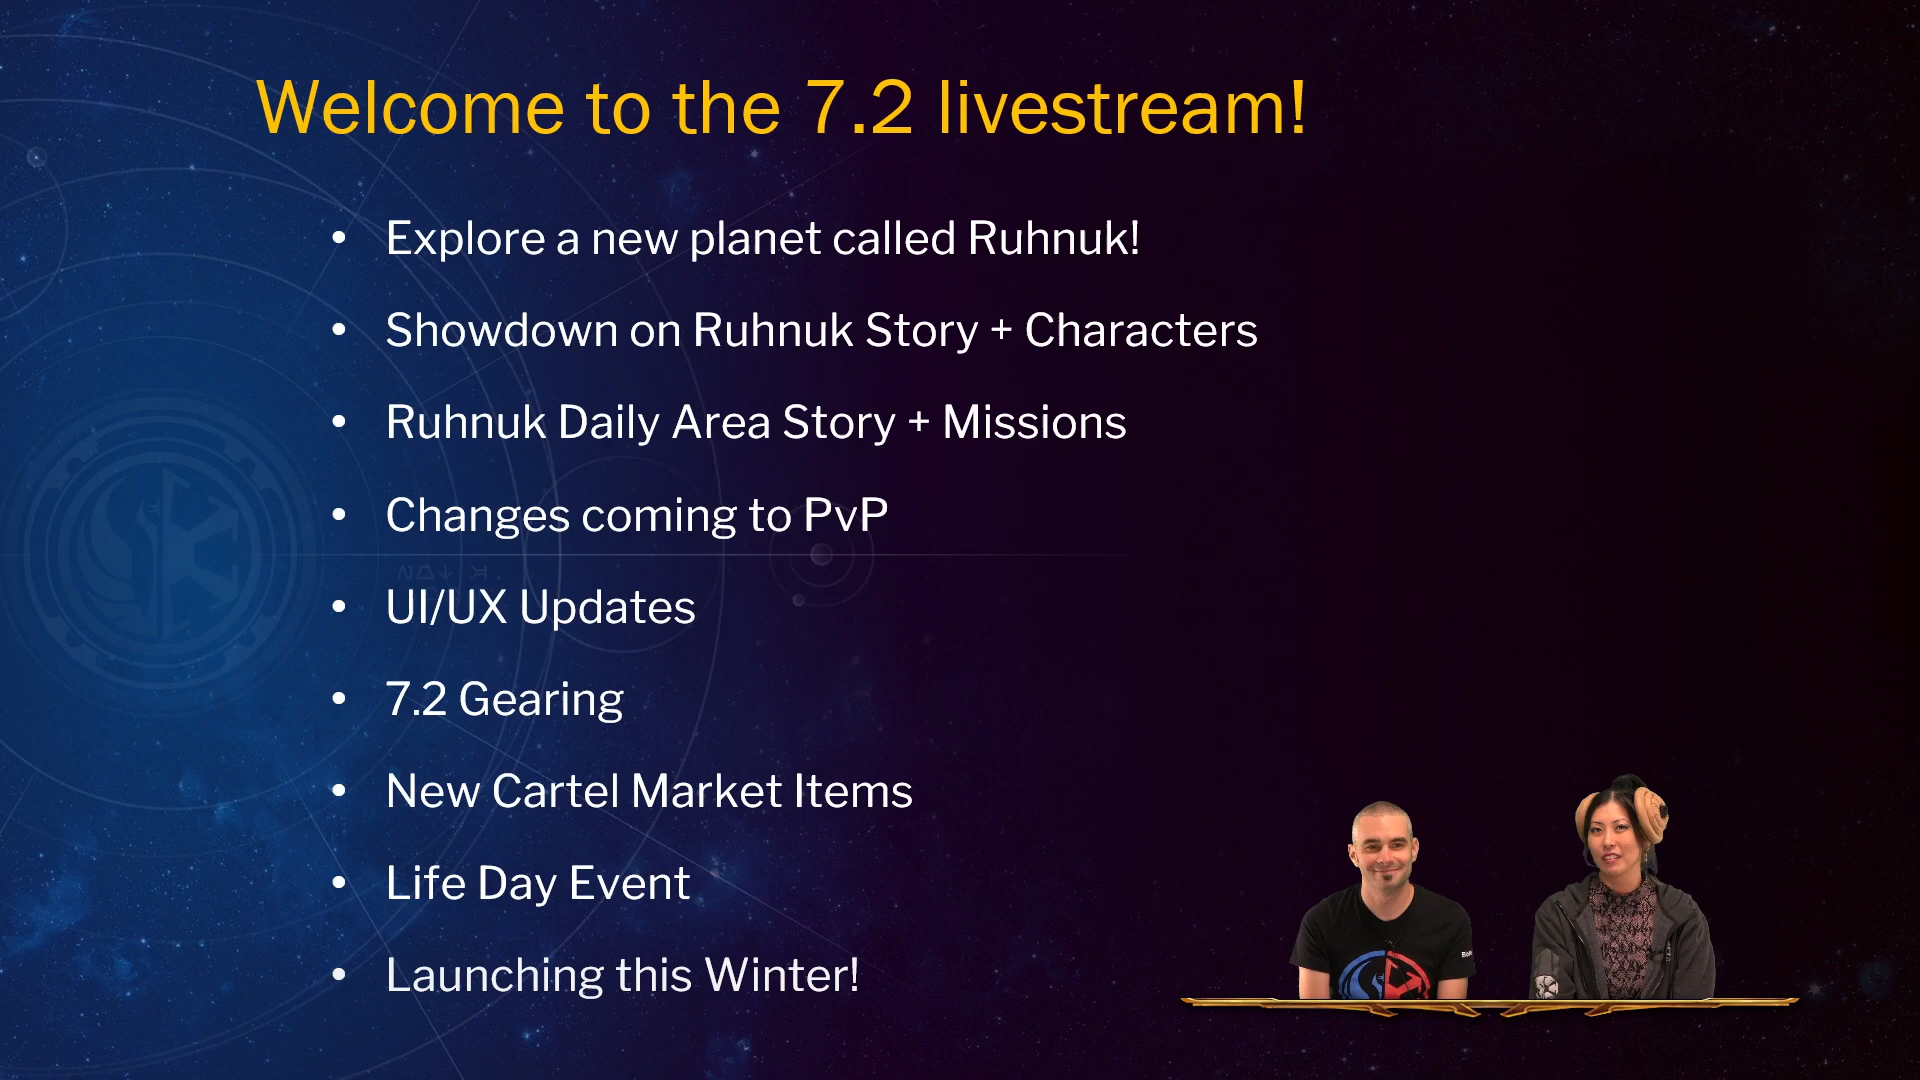 Welcome to the 7.2 livestream!
• Explore a new planet called Ruhnuk!
• Showdown on Ruhnuk Story + Characters
• Ruhnuk Daily Area Story + Missions
• Changes coming to PvP
• UI/UX Updates
• 7.2 Gearing
• New Cartel Market Items
• Life Day Event
• Launching this Winter!